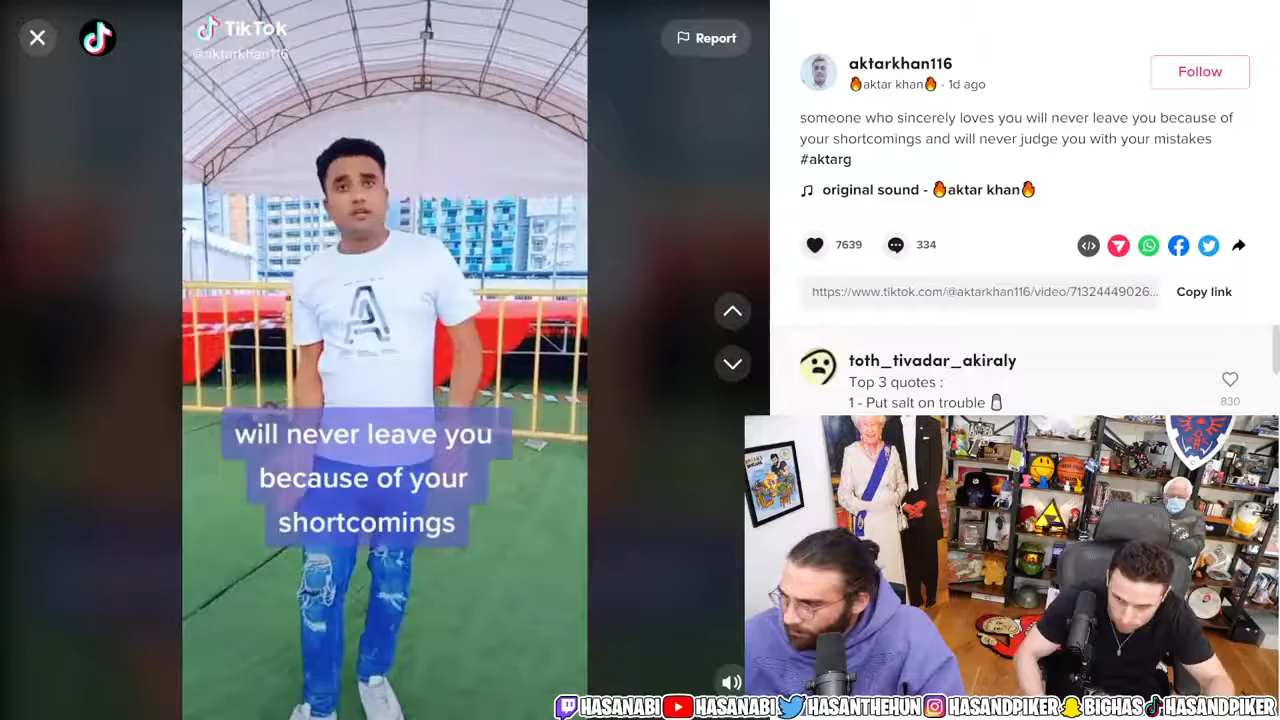 TikTok
@aktarkhan116
Report
will never leave you
because of your
shortcomings
A
aktarkhan116
🔥aktar khan🔥 · 1d ago
Follow
someone who sincerely loves you will never leave you because of
your shortcomings and will never judge you with your mistakes
#aktarg
original sound - 🔥aktar khan🔥
7639
334
https://www.tiktok.com/@aktarkhan116/video/71324449026...
Copy link
toth_tivadar_akiraly
Top 3 quotes :
1 - Put salt on trouble 🧂
830
HASANABI
HASANABI
HASANTHEHUN
HASANDPIKER
BIGHAS
HASANDPIKER